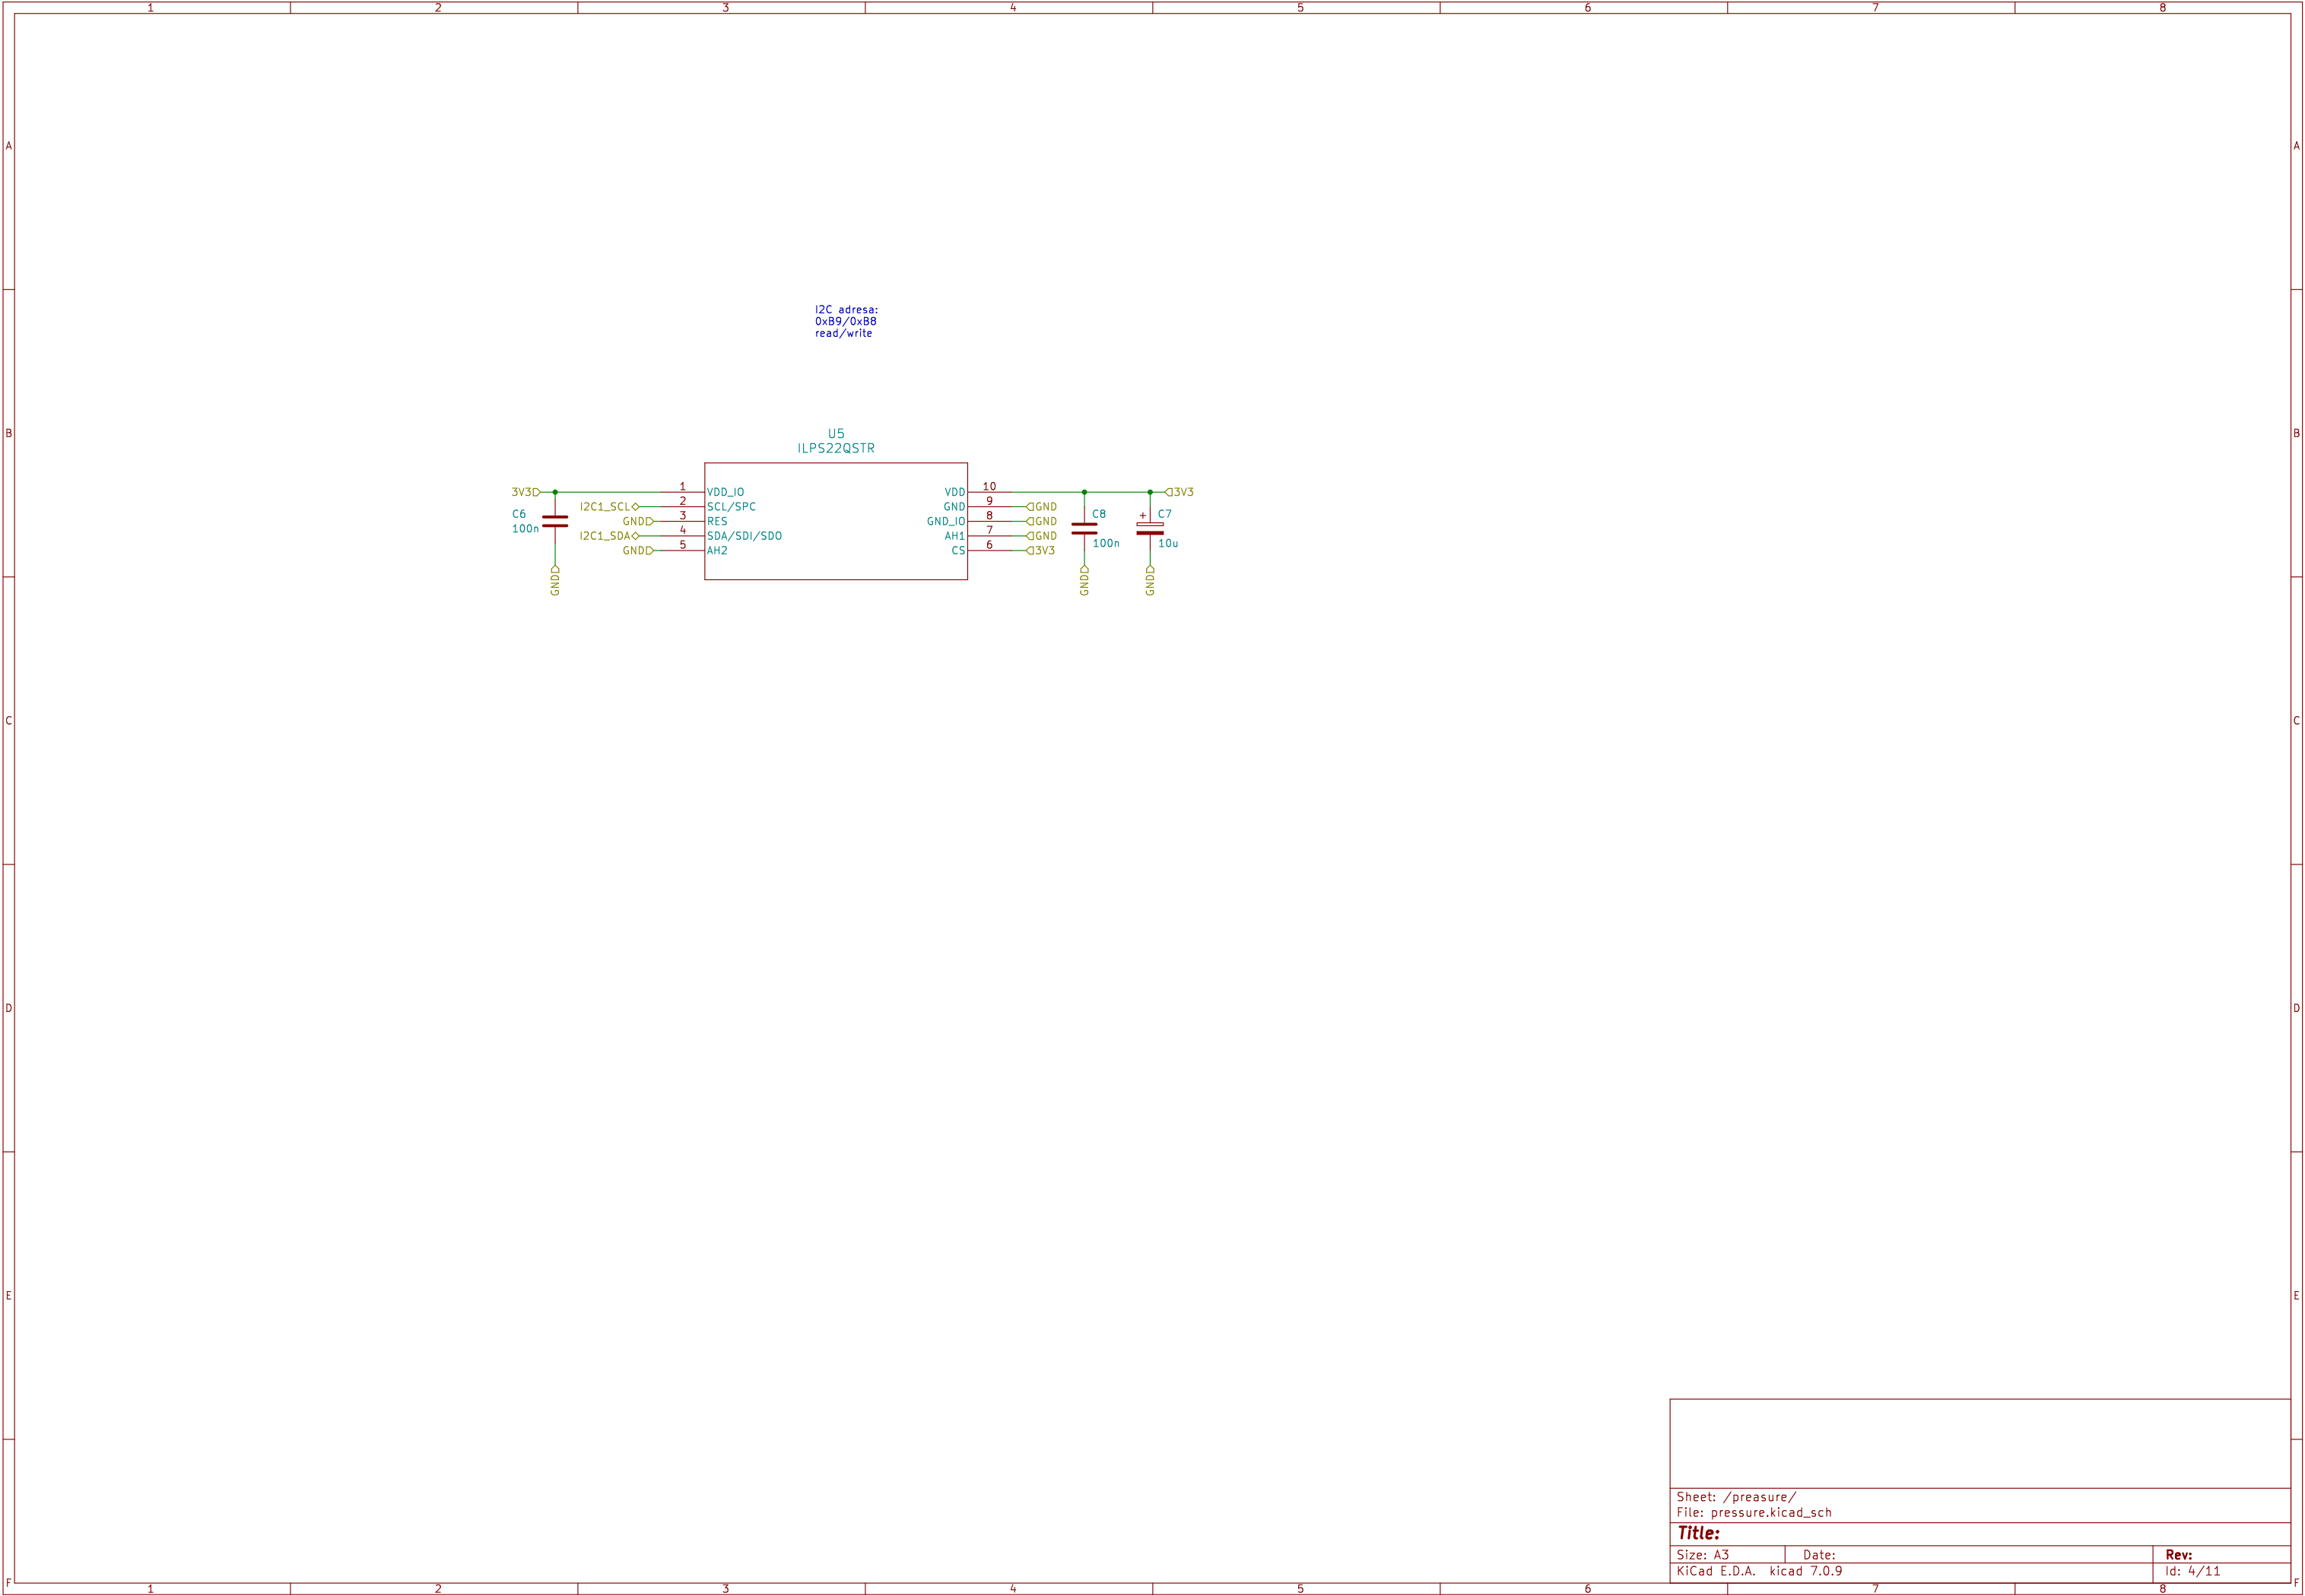 1 2 3 4 5 6 7 8
A A
I2C adresa:
0xB9/0xB8
read/write
B B
U5
ILPS22QSTR
3V3 1 VDD_IO VDD 10 3V3
I2C1_SCL 2 SCL/SPC GND 9 GND
C6 GND 3 RES GND_IO 8 GND C8 + C7
100n I2C1_SDA 4 SDA/SDI/SDO AH1 7 GND 100n 10u
GND 5 AH2 CS 6 3V3
GND GND GND
C C
D D
E E
Sheet: /preasure/
File: pressure.kicad_sch
Title:
Size: A3 Date: Rev:
KiCad E.D.A. kicad 7.0.9 Id: 4/11
F F
1 2 3 4 5 6 7 8